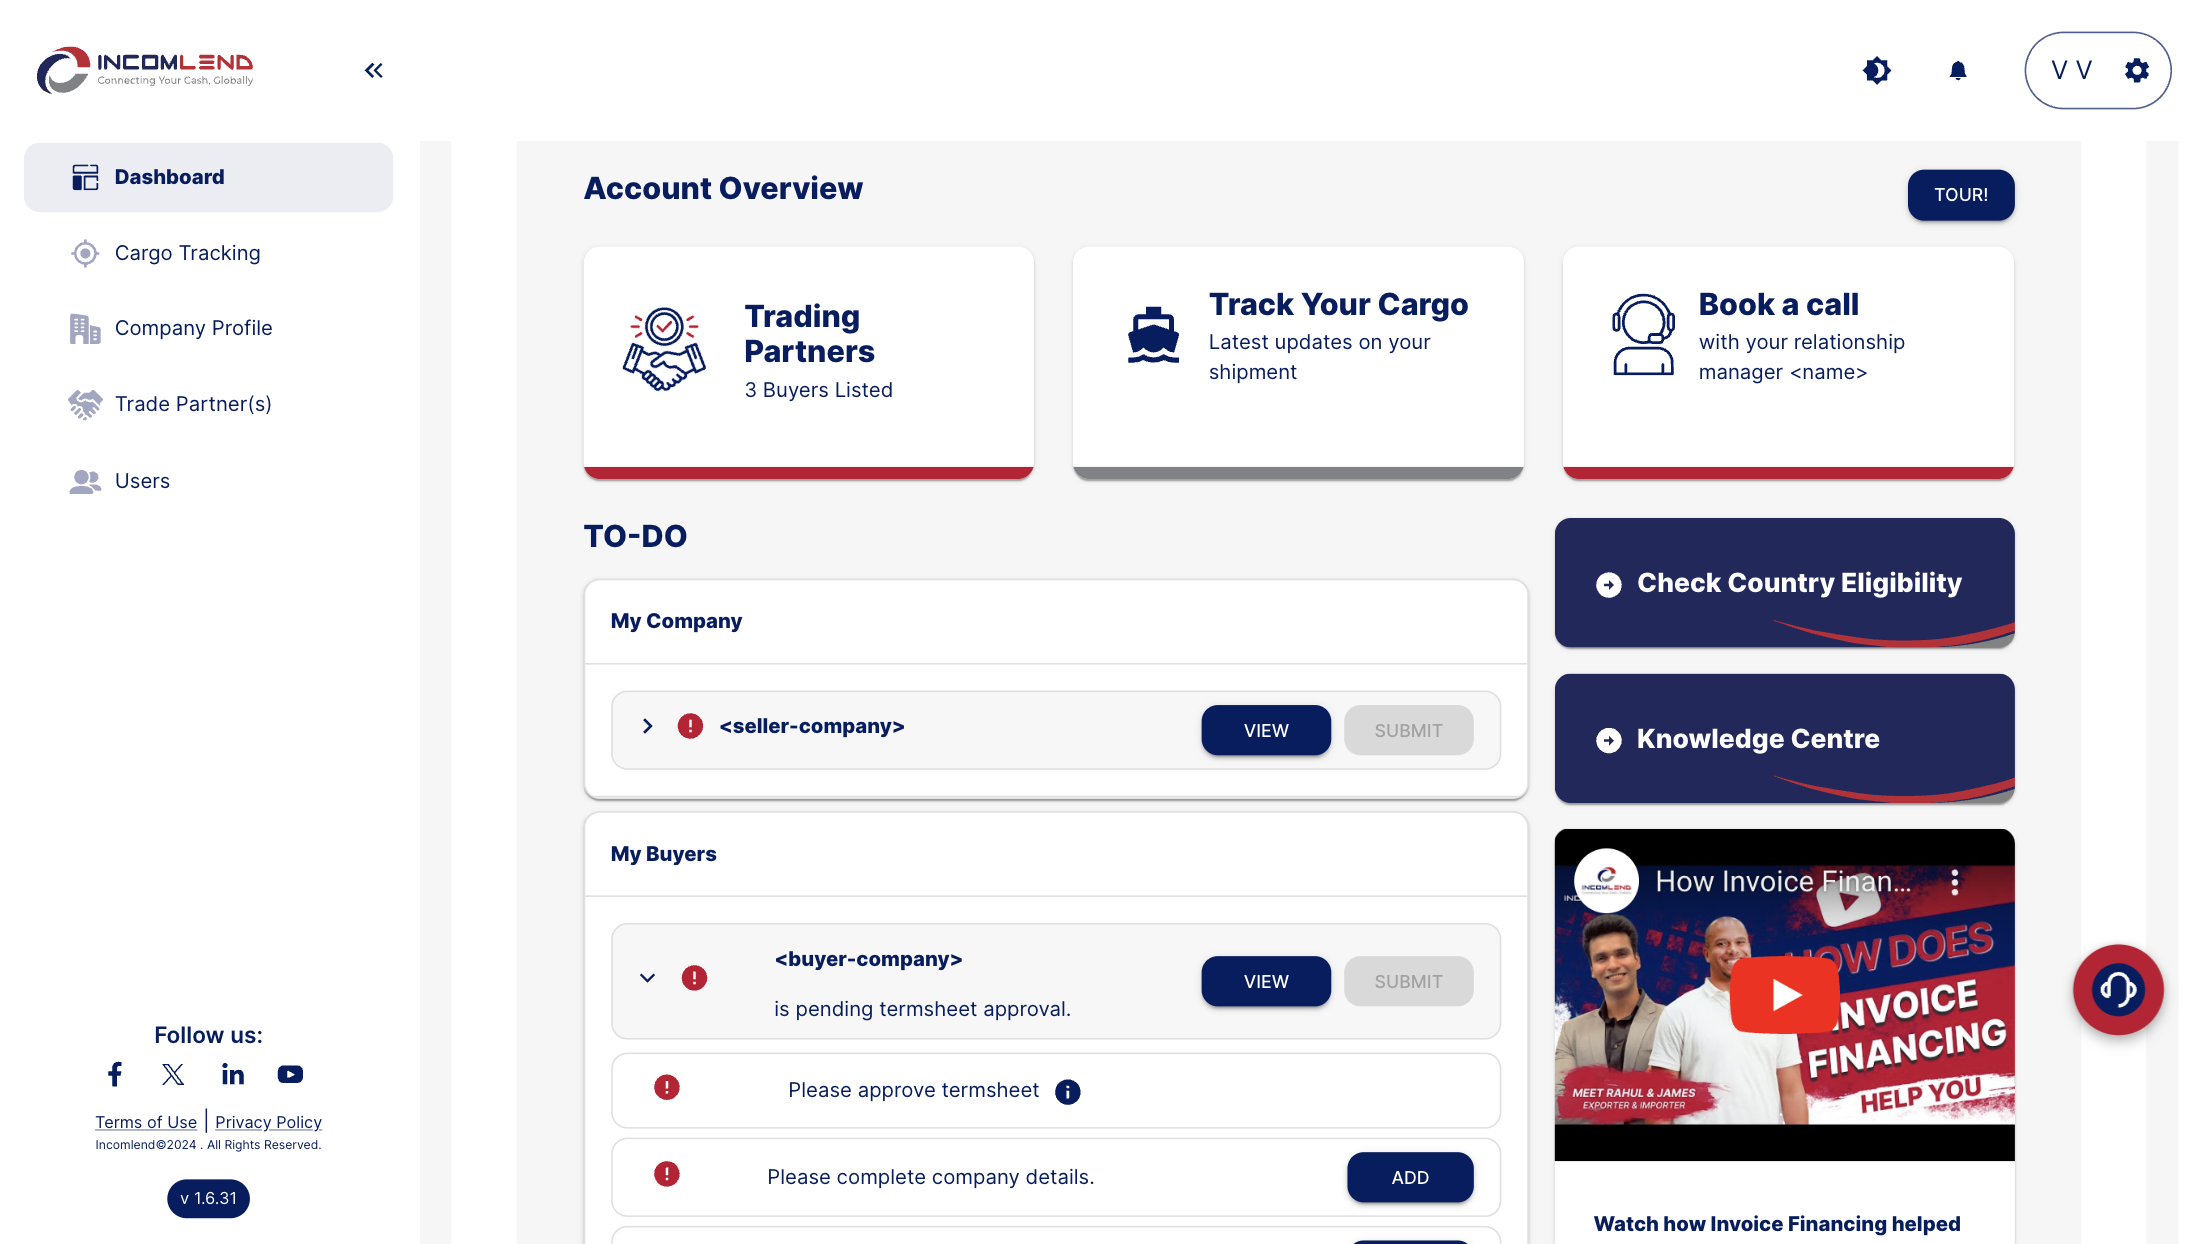 INCOMLEND
Connecting Your Cash, Globally
V V
Dashboard
Cargo Tracking
Company Profile
Trade Partner(s)
Users
Follow us:
Terms of Use | Privacy Policy
Incomlend©2024 . All Rights Reserved.
v 1.6.31
Account Overview
TOUR!
Trading
Partners
3 Buyers Listed
Track Your Cargo
Latest updates on your
shipment
Book a call
with your relationship
manager <name>
TO-DO
My Company
<seller-company>
VIEW
SUBMIT
My Buyers
<buyer-company>
is pending termsheet approval.
VIEW
SUBMIT
Please approve termsheet
Please complete company details.
ADD
Check Country Eligibility
Knowledge Centre
INCOMLEND
How Invoice Finan...
HOW DOES
INVOICE
FINANCING
HELP YOU
MEET RAHUL & JAMES
EXPORTER & IMPORTER
Watch how Invoice Financing helped